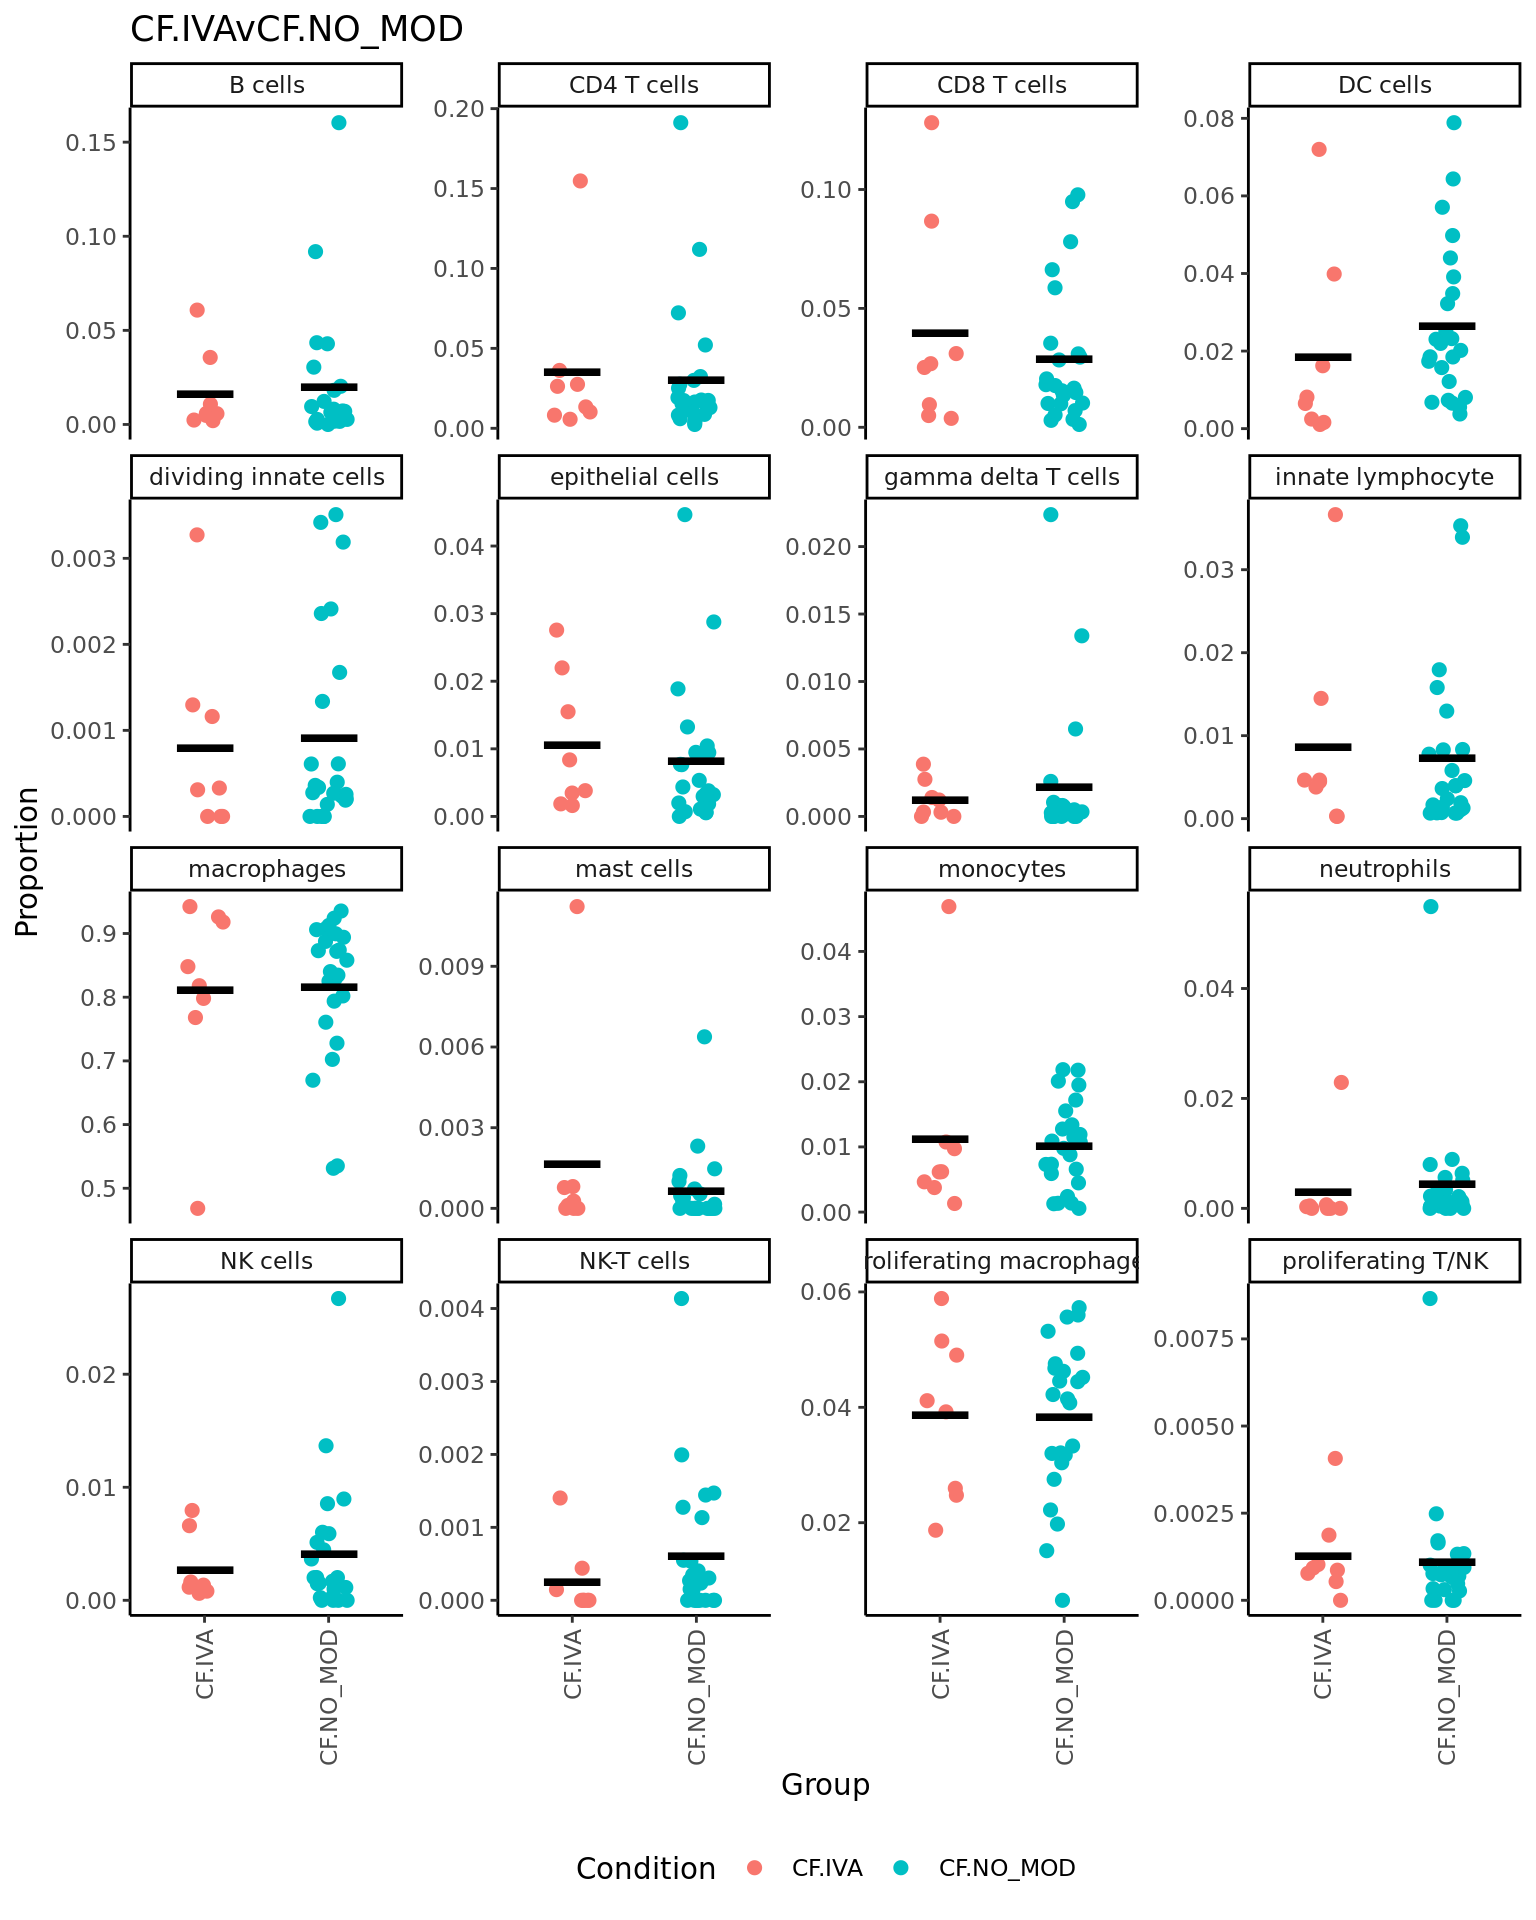 CF.IVAvCF.NO_MOD
B cells
CD4 T cells
CD8 T cells
DC cells
0.15
0.10
0.05
0.00
0.20
0.15
0.10
0.05
0.00
0.10
0.05
0.00
0.08
0.06
0.04
0.02
0.00
dividing innate cells
epithelial cells
gamma delta T cells
innate lymphocyte
0.003
0.002
0.001
0.000
0.04
0.03
0.02
0.01
0.00
0.020
0.015
0.010
0.005
0.000
0.03
0.02
0.01
0.00
Proportion
macrophages
mast cells
monocytes
neutrophils
0.9
0.8
0.7
0.6
0.5
0.009
0.006
0.003
0.000
0.04
0.03
0.02
0.01
0.00
0.04
0.02
0.00
NK cells
NK-T cells
roliferating macrophage
proliferating T/NK
0.02
0.01
0.00
0.004
0.003
0.002
0.001
0.000
0.06
0.04
0.02
0.0075
0.0050
0.0025
0.0000
CF.IVA
CF.NO_MOD
CF.IVA
CF.NO_MOD
CF.IVA
CF.NO_MOD
CF.IVA
CF.NO_MOD
Group
Condition CF.IVA CF.NO_MOD